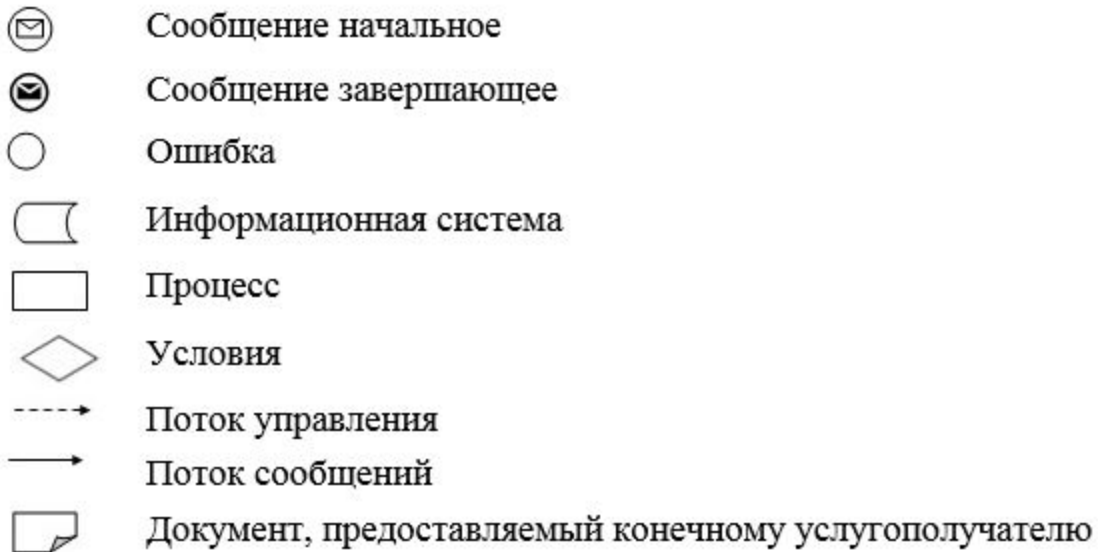 Сообщение начальное
Сообщение завершающее
Ошибка
Информационная система
Процесс
Условия
Поток управления
Поток сообщений
Документ, предоставляемый конечному услугополучателю